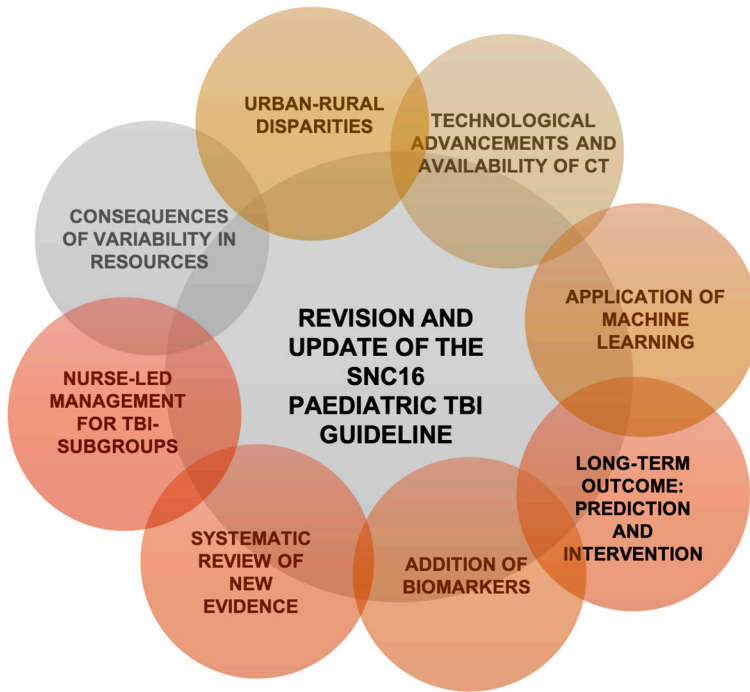 URBAN-RURAL
DISPARITIES
TECHNOLOGICAL
ADVANCEMENTS AND
AVAILABILITY OF CT
CONSEQUENCES
OF VARIABILITY IN
RESOURCES
APPLICATION OF
MACHINE
LEARNING
REVISION AND
UPDATE OF THE
SNC16
PAEDIATRIC TBI
GUIDELINE
NURSE-LED
MANAGEMENT
FOR TBI-
SUBGROUPS
LONG-TERM
OUTCOME:
PREDICTION
AND
INTERVENTION
SYSTEMATIC
REVIEW OF
NEW
EVIDENCE
ADDITION OF
BIOMARKERS